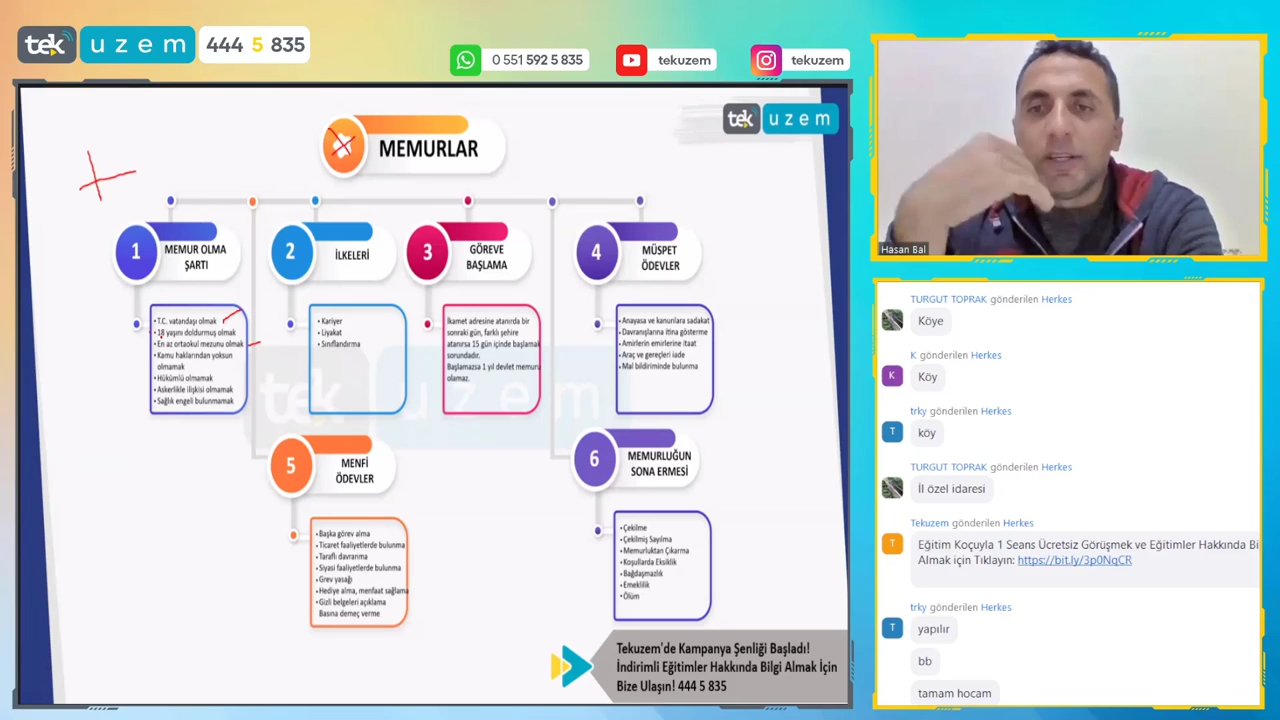 tek uzem 444 5 835
0 551 592 5 835
tekuzem
tekuzem
tek uzem
MEMURLAR
1
MEMUR OLMA
ŞARTI
• T.C. vatandaşı olmak
• 18 yaşını doldurmuş olmak
• En az ortaokul mezunu olmak
• Kamu haklarından yoksun
olmamak
• Hükümlü olmamak
• Askerlikle ilişkisi olmamak
• Sağlık engeli bulunmamak
2
İLKELERİ
• Kariyer
• Liyakat
• Sınıflandırma
3
GÖREVE
BAŞLAMA
İkamet adresine atanırda bir
sonraki gün, farklı şehire
atanırsa 15 gün içinde başlamak
sorundadır.
Başlamazsa 1 yıl devlet memuru
olamaz.
4
MÜSPET
ÖDEVLER
• Anayasa ve kanunlara sadakat
• Davranışlarına itina gösterme
• Amirlerin emirlerine itaat
• Araç ve gereçleri iade
• Mal bildiriminde bulunma
tek uzem
5
MENFİ
ÖDEVLER
• Başka görev alma
• Ticaret faaliyetlerde bulunma
• Taraflı davranma
• Siyasi faaliyetlerde bulunma
• Grev yasağı
• Hediye alma, menfaat sağlama
• Gizli belgeleri açıklama
Basına demeç verme
6
MEMURLUĞUN
SONA ERMESİ
• Çekilme
• Çekilmiş Sayılma
• Memurluktan Çıkarma
• Koşullarda Eksiklik
• Bağdaşmazlık
• Emeklilik
• Ölüm
Tekuzem'de Kampanya Şenliği Başladı!
İndirimli Eğitimler Hakkında Bilgi Almak İçin
Bize Ulaşın! 444 5 835
Hasan Bal
TURGUT TOPRAK gönderilen Herkes
Köye
K gönderilen Herkes
K
Köy
trky gönderilen Herkes
T
köy
TURGUT TOPRAK gönderilen Herkes
İl özel idaresi
Tekuzem gönderilen Herkes
T
Eğitim Koçuyla 1 Seans Ücretsiz Görüşmek ve Eğitimler Hakkında Bi
Almak için Tıklayın: https://bit.ly/3p0NqCR
trky gönderilen Herkes
T
yapılır
bb
tamam hocam